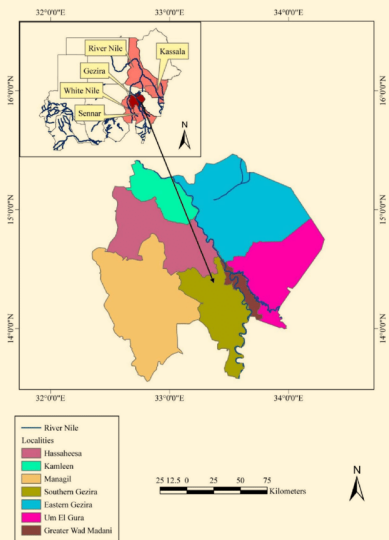 32°0'0"E 33°0'0"E 34°0'0"E
River Nile
Kassala
Gezira
White Nile
Sennar
N
16°0'0"N 16°0'0"N
15°0'0"N 15°0'0"N
14°0'0"N 14°0'0"N
32°0'0"E 33°0'0"E 34°0'0"E
River Nile
Localities
Hassaheesa
Kamleen
Managil
Southern Gezira
Eastern Gezira
Um El Gura
Greater Wad Madani
25 12.5 0 25 50 75
Kilometers
N